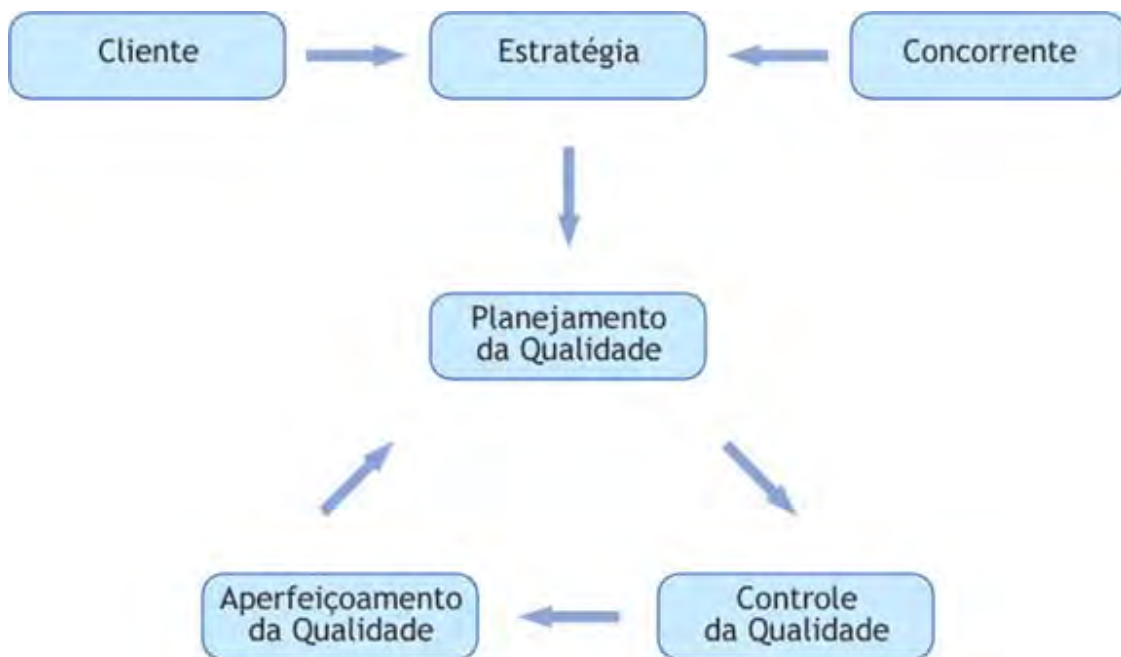 Cliente
Estratégia
Concorrente
Planejamento
da Qualidade
Aperfeiçoamento
da Qualidade
Controle
da Qualidade